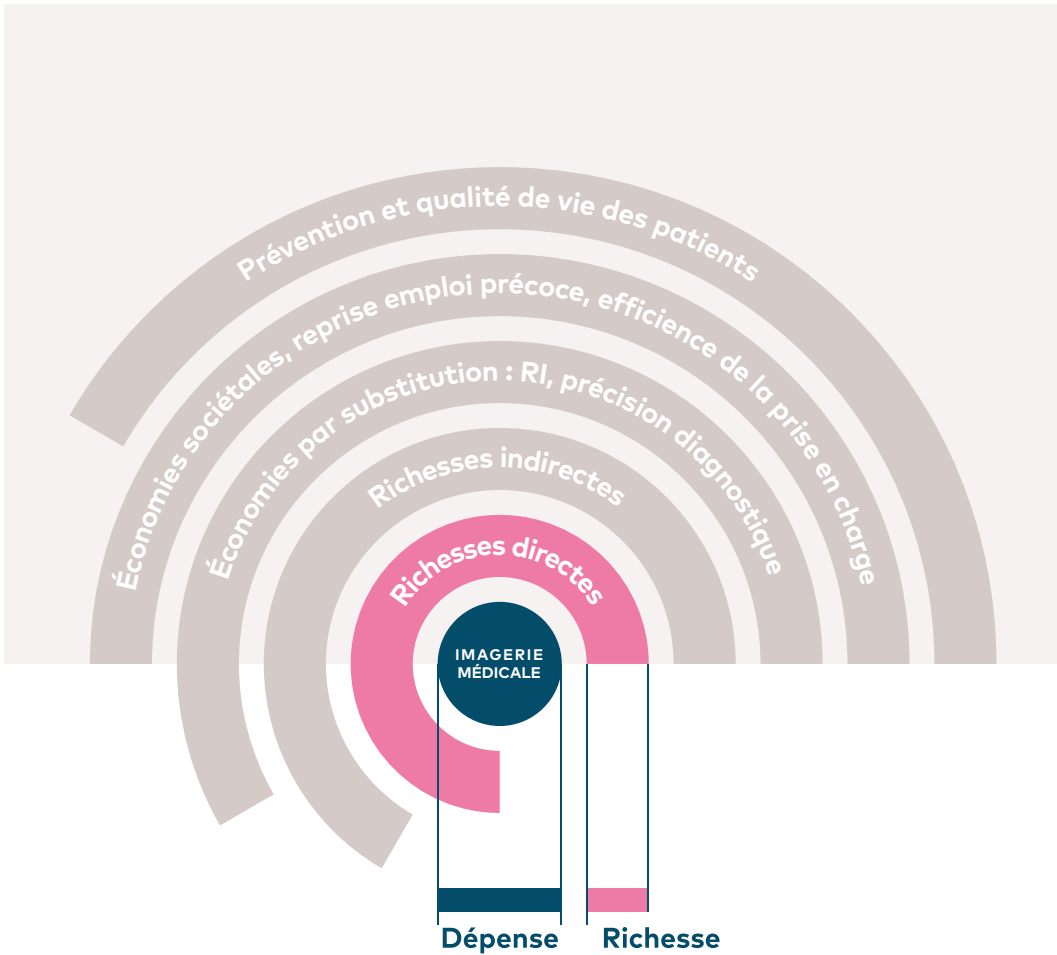 Prévention et qualité de vie des patients
Économies sociétales, reprise emploi précoce, efficience de la prise en charge
Économies par substitution : RI, précision diagnostique
Richesses indirectes
Richesses directes
IMAGERIE
MÉDICALE
Dépense
Richesse